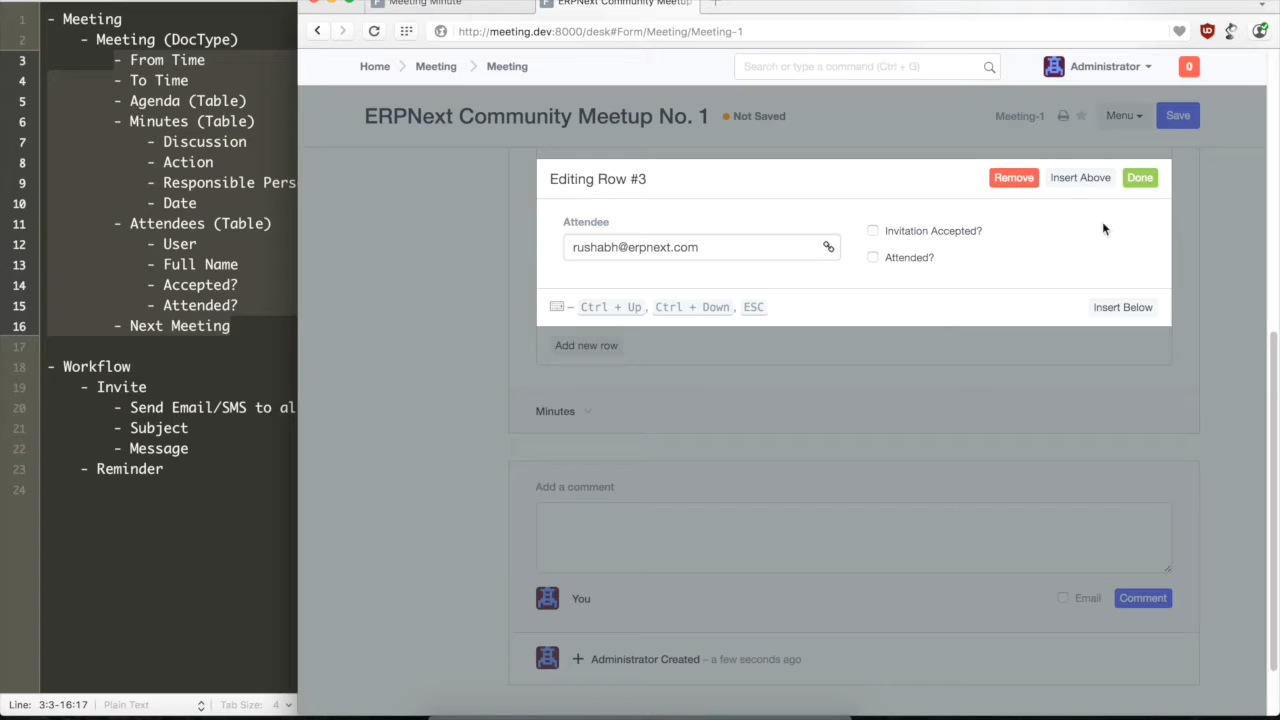 1 - Meeting
2 - Meeting (DocType)
3 - From Time
4 - To Time
5 - Agenda (Table)
6 - Minutes (Table)
7 - Discussion
8 - Action
9 - Responsible Pers
10 - Date
11 - Attendees (Table)
12 - User
13 - Full Name
14 - Accepted?
15 - Attended?
16 - Next Meeting
17
18 - Workflow
19 - Invite
20 - Send Email/SMS to al
21 - Subject
22 - Message
23 - Reminder
24
Line: 3:3-16:17 Plain Text Tab Size: 4
Meeting Minute ERPNext Community Meetup
http://meeting.dev:8000/desk#Form/Meeting/Meeting-1
Home Meeting Meeting Search or type a command (Ctrl + G) Administrator 0
ERPNext Community Meetup No. 1 Not Saved Meeting-1 Menu Save
Editing Row #3 Remove Insert Above Done
Attendee
rushabh@erpnext.com
Invitation Accepted?
Attended?
– Ctrl + Up, Ctrl + Down, ESC Insert Below
Add new row
Minutes
Add a comment
You Email Comment
+ Administrator Created – a few seconds ago